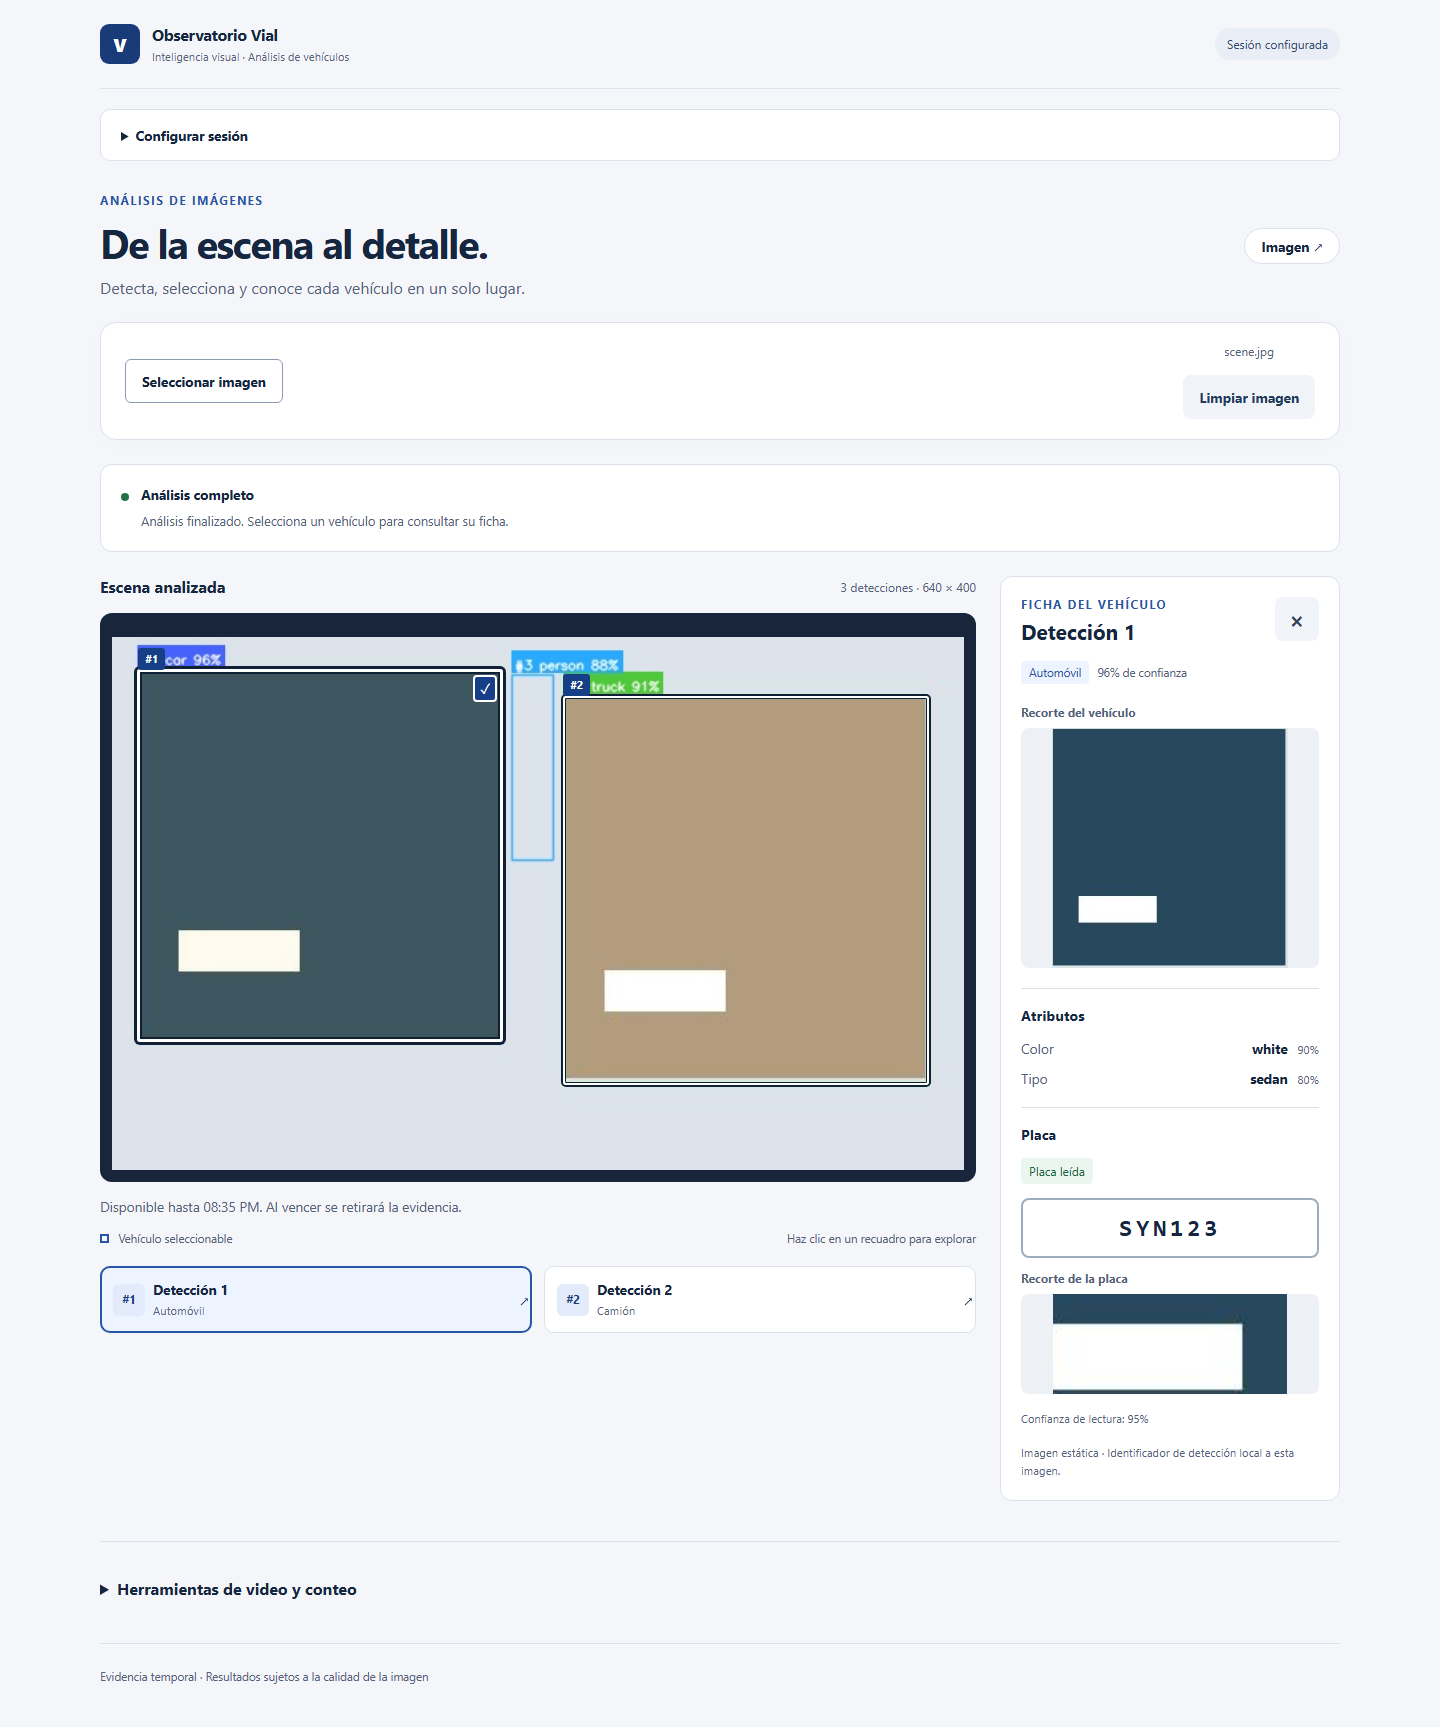 V
Observatorio Vial
Inteligencia visual · Análisis de vehículos
Sesión configurada
▶ Configurar sesión
ANÁLISIS DE IMÁGENES
De la escena al detalle.
Detecta, selecciona y conoce cada vehículo en un solo lugar.
Imagen ↗
Seleccionar imagen
scene.jpg
Limpiar imagen
Análisis completo
Análisis finalizado. Selecciona un vehículo para consultar su ficha.
Escena analizada
3 detecciones · 640 × 400
#1 car 96%
#3 person 88%
#2 truck 91%
✓
Disponible hasta 08:35 PM. Al vencer se retirará la evidencia.
Vehículo seleccionable
Haz clic en un recuadro para explorar
#1 Detección 1 ↗
Automóvil
#2 Detección 2 ↗
Camión
FICHA DEL VEHÍCULO
Detección 1
×
Automóvil 96% de confianza
Recorte del vehículo
Atributos
Color white 90%
Tipo sedan 80%
Placa
Placa leída
SYN123
Recorte de la placa
Confianza de lectura: 95%
Imagen estática · Identificador de detección local a esta
imagen.
▶ Herramientas de video y conteo
Evidencia temporal · Resultados sujetos a la calidad de la imagen